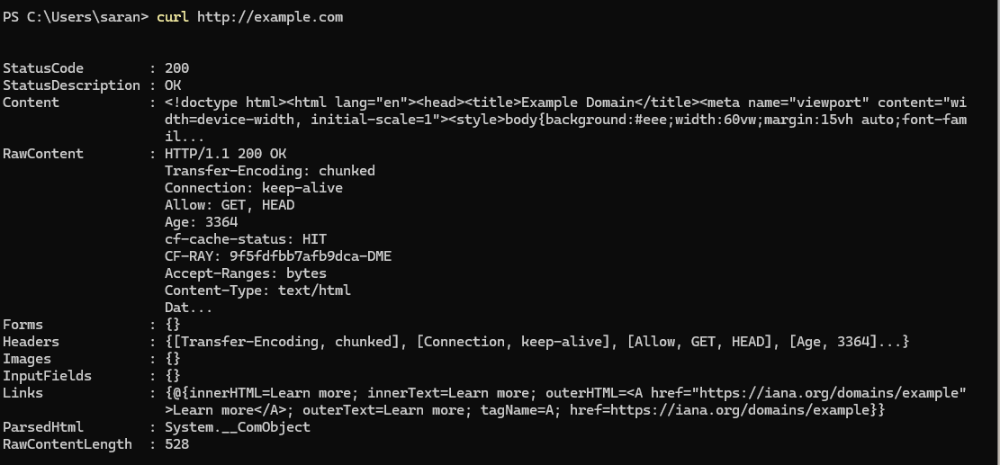 PS C:\Users\saran> curl http://example.com
StatusCode        : 200
StatusDescription : OK
Content           : <!doctype html><html lang="en"><head><title>Example Domain</title><meta name="viewport" content="wi
                    dth=device-width, initial-scale=1"><style>body{background:#eee;width:60vw;margin:15vh auto;font-fam
                    il...
RawContent        : HTTP/1.1 200 OK
                    Transfer-Encoding: chunked
                    Connection: keep-alive
                    Allow: GET, HEAD
                    Age: 3364
                    cf-cache-status: HIT
                    CF-RAY: 9f5fdfbb7afb9dca-DME
                    Accept-Ranges: bytes
                    Content-Type: text/html
                    Dat...
Forms             : {}
Headers           : {[Transfer-Encoding, chunked], [Connection, keep-alive], [Allow, GET, HEAD], [Age, 3364]...}
Images            : {}
InputFields       : {}
Links             : {@{innerHTML=Learn more; innerText=Learn more; outerHTML=<A href="https://iana.org/domains/example"
                    >Learn more</A>; outerText=Learn more; tagName=A; href=https://iana.org/domains/example}}
ParsedHtml        : System.__ComObject
RawContentLength  : 528